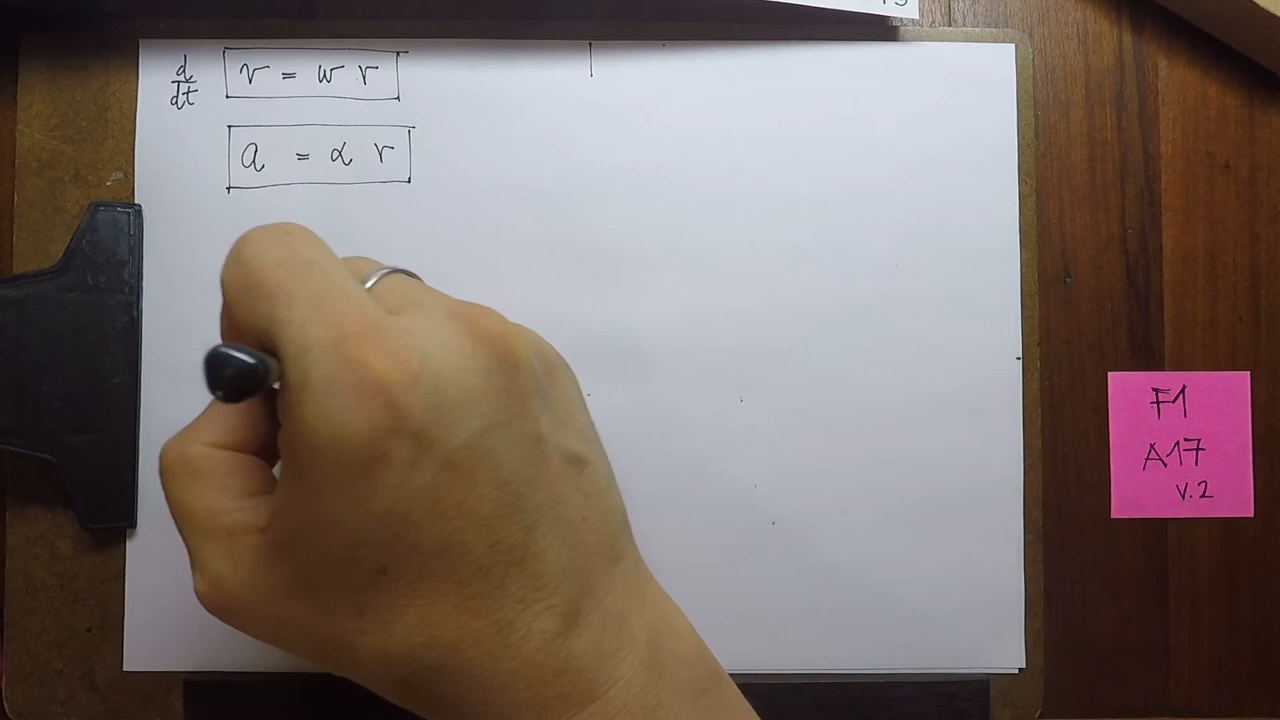 d/dt v = w r
a = α r
F1
A17
v.2